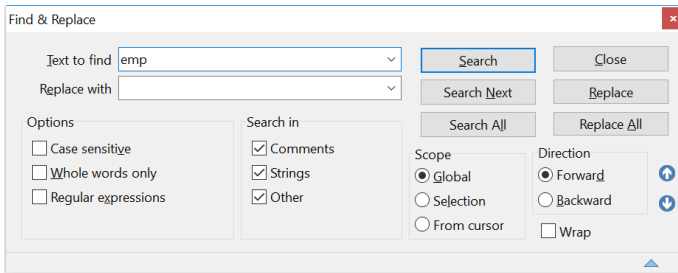 Find & Replace
Text to find emp
Replace with
Search Close
Search Next Replace
Search All Replace All
Options
Case sensitive
Whole words only
Regular expressions
Search in
Comments
Strings
Other
Scope
Global
Selection
From cursor
Direction
Forward
Backward
Wrap